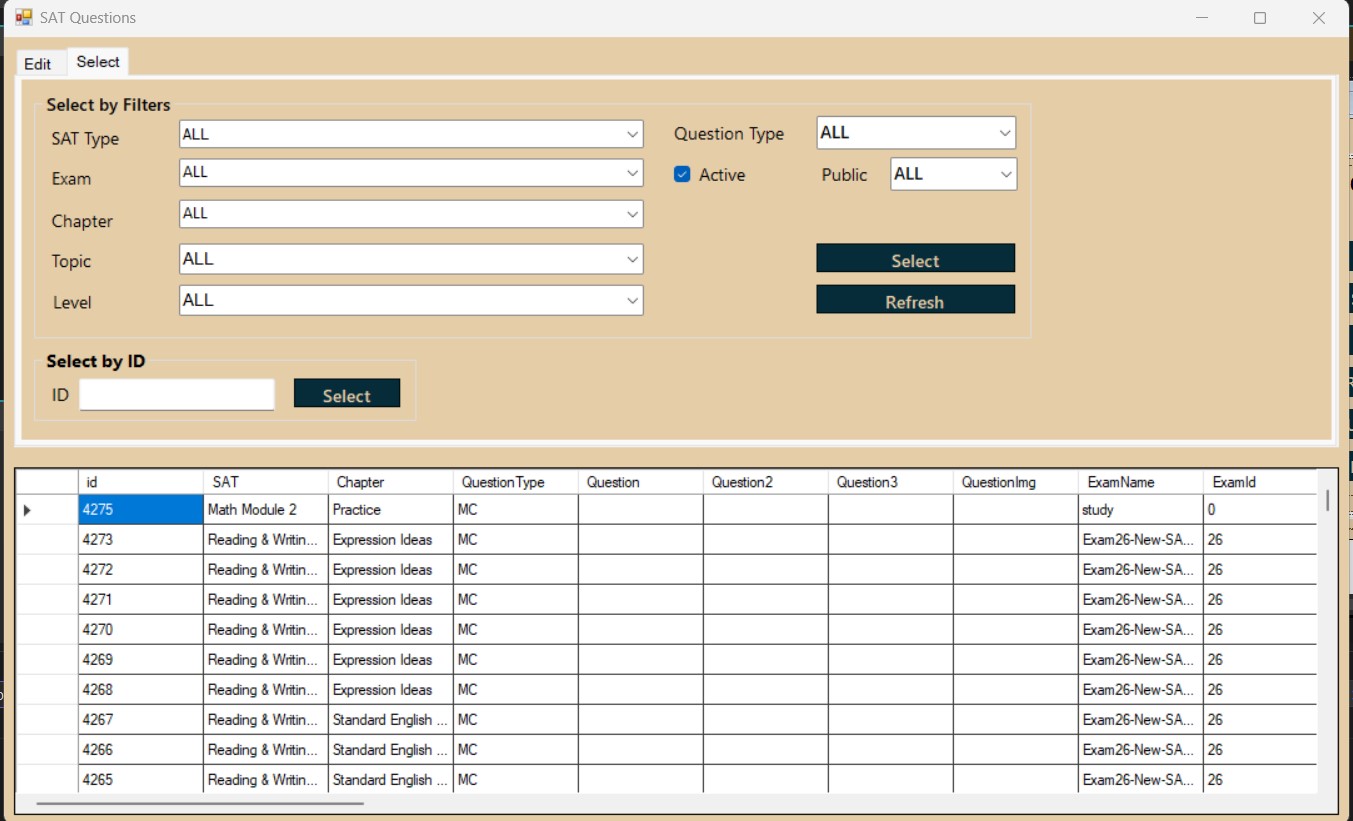 SAT Questions
Edit Select
Select by Filters
SAT Type ALL Question Type ALL
Exam ALL Active Public ALL
Chapter ALL
Topic ALL Select
Level ALL Refresh
Select by ID
ID Select
id SAT Chapter QuestionType Question Question2 Question3 QuestionImg ExamName ExamId
4275 Math Module 2 Practice MC study 0
4273 Reading & Writin... Expression Ideas MC Exam26-New-SA... 26
4272 Reading & Writin... Expression Ideas MC Exam26-New-SA... 26
4271 Reading & Writin... Expression Ideas MC Exam26-New-SA... 26
4270 Reading & Writin... Expression Ideas MC Exam26-New-SA... 26
4269 Reading & Writin... Expression Ideas MC Exam26-New-SA... 26
4268 Reading & Writin... Expression Ideas MC Exam26-New-SA... 26
4267 Reading & Writin... Standard English ... MC Exam26-New-SA... 26
4266 Reading & Writin... Standard English ... MC Exam26-New-SA... 26
4265 Reading & Writin... Standard English ... MC Exam26-New-SA... 26